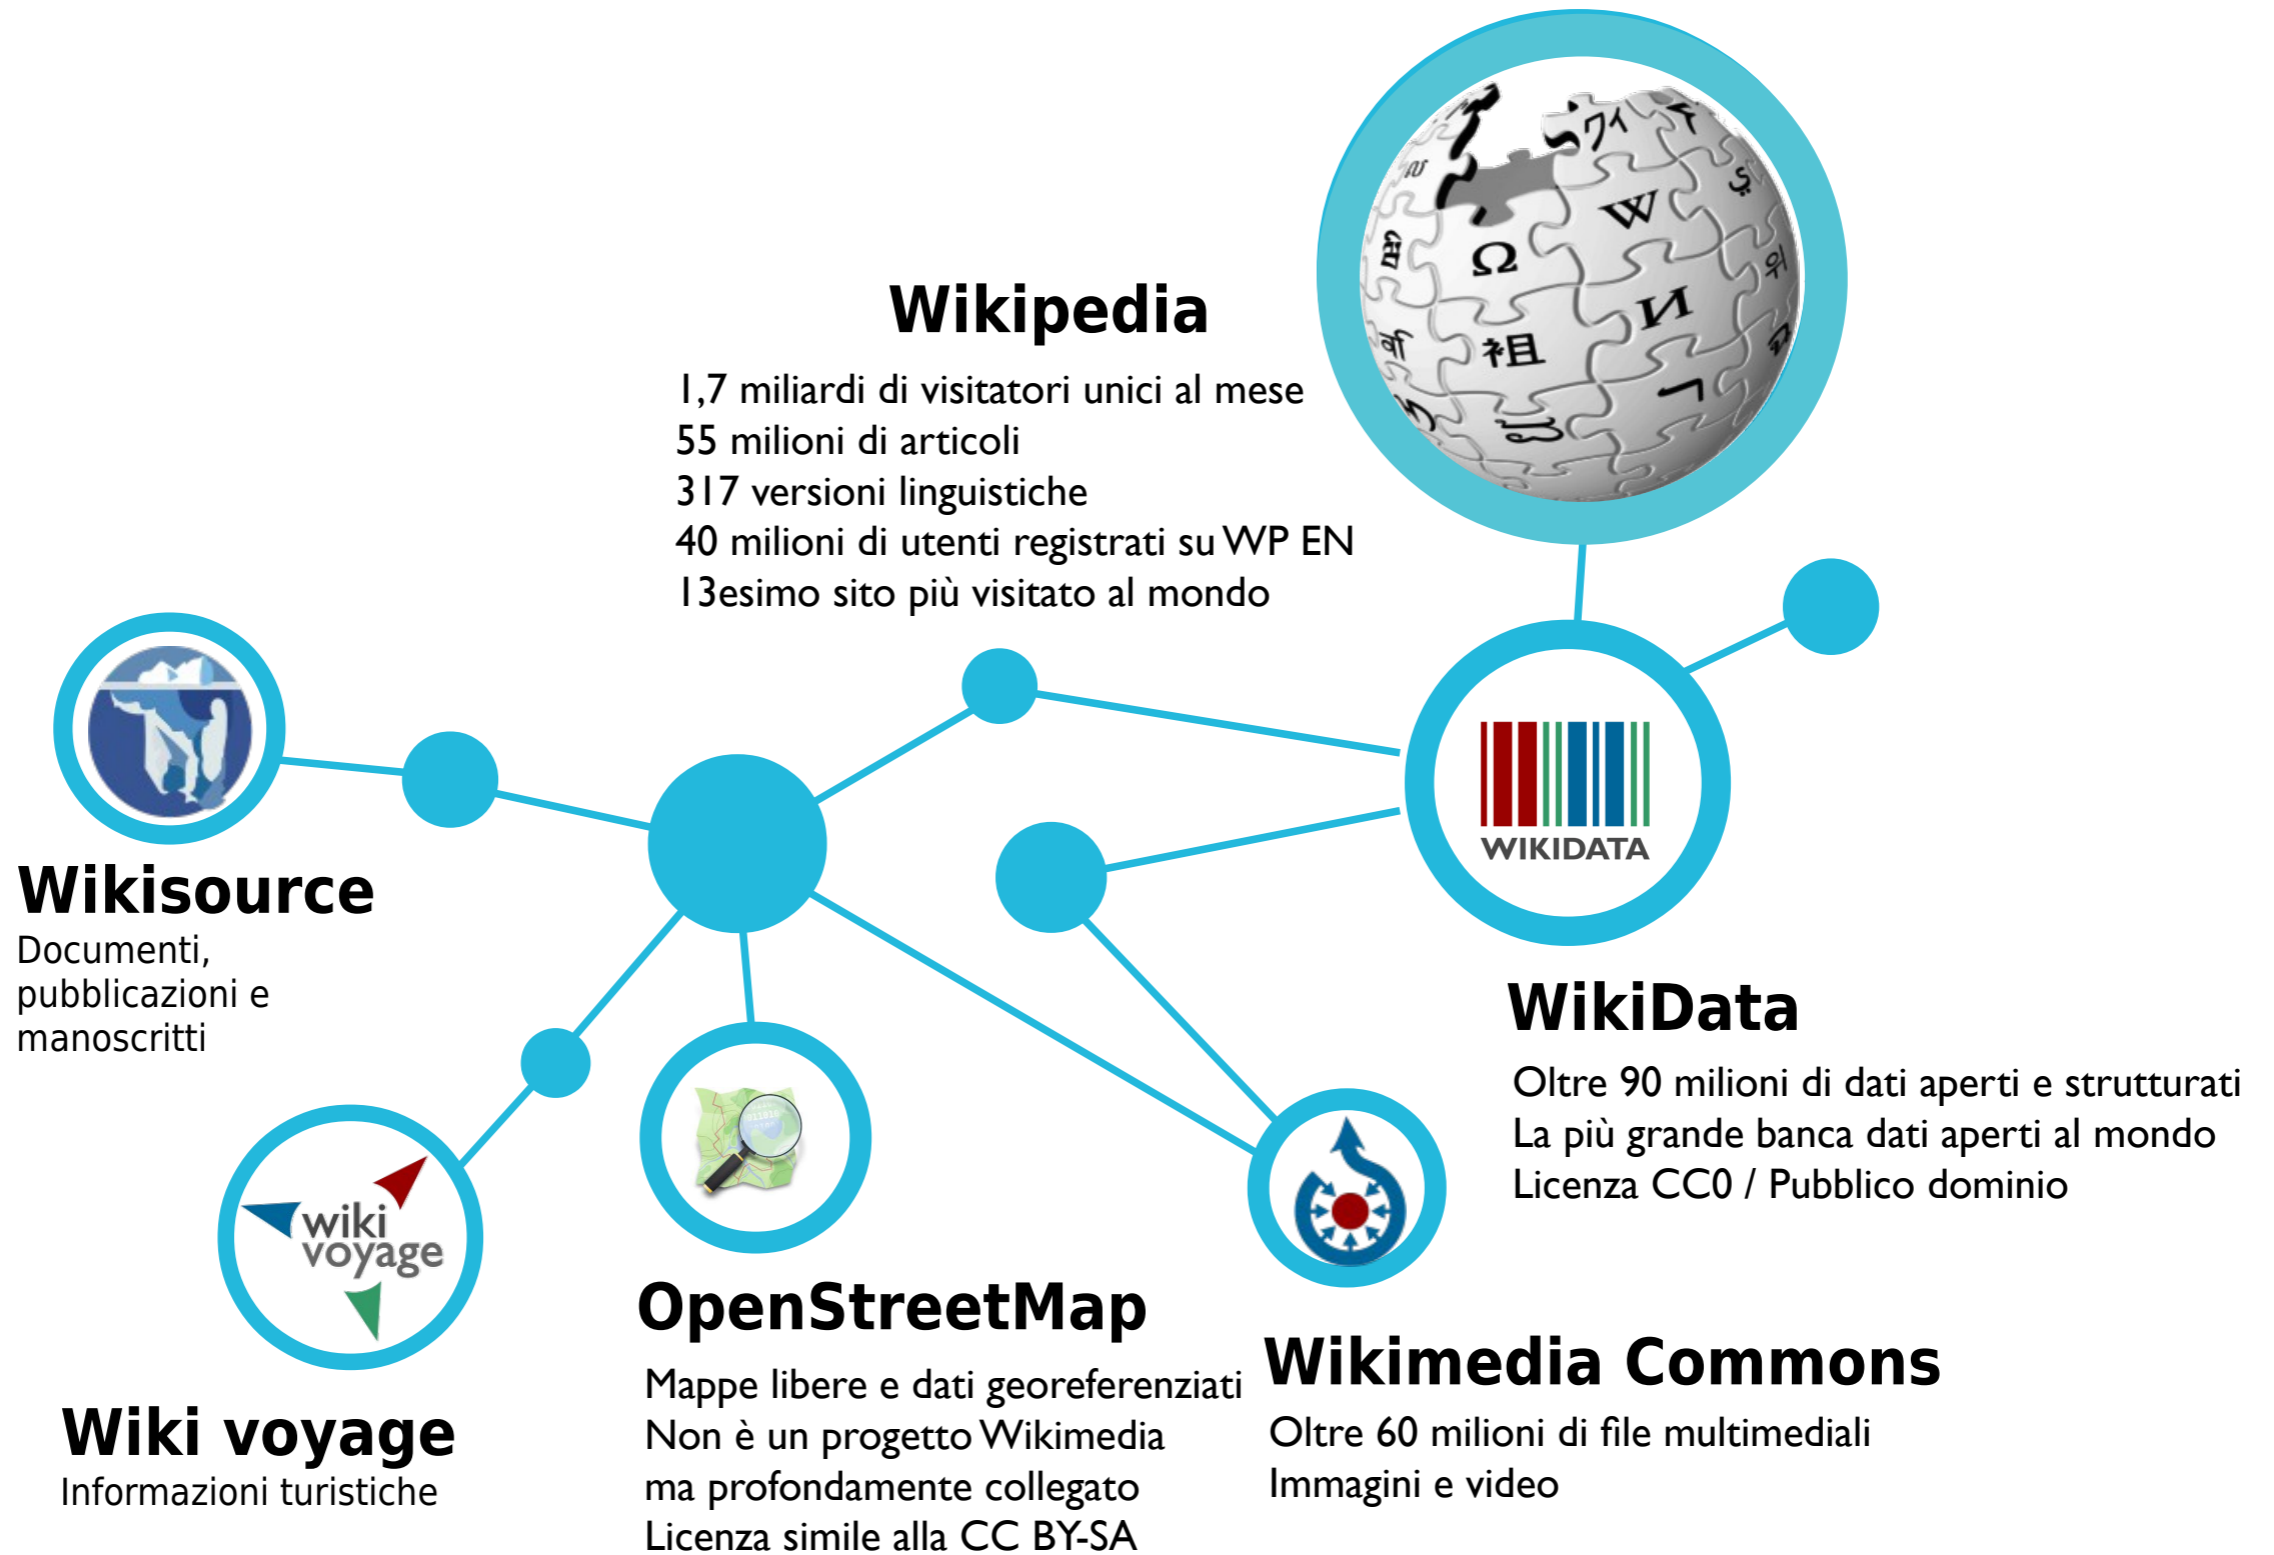 Wikipedia
1,7 miliardi di visitatori unici al mese
55 milioni di articoli
317 versioni linguistiche
40 milioni di utenti registrati su WP EN
13esimo sito più visitato al mondo
Ω
W
И
祖
WIKIDATA
Wikisource
Documenti,
pubblicazioni e
manoscritti
WikiData
Oltre 90 milioni di dati aperti e strutturati
La più grande banca dati aperti al mondo
Licenza CC0 / Pubblico dominio
wiki
voyage
Wiki voyage
Informazioni turistiche
OpenStreetMap
Mappe libere e dati georeferenziati
Non è un progetto Wikimedia
ma profondamente collegato
Licenza simile alla CC BY-SA
Wikimedia Commons
Oltre 60 milioni di file multimediali
Immagini e video